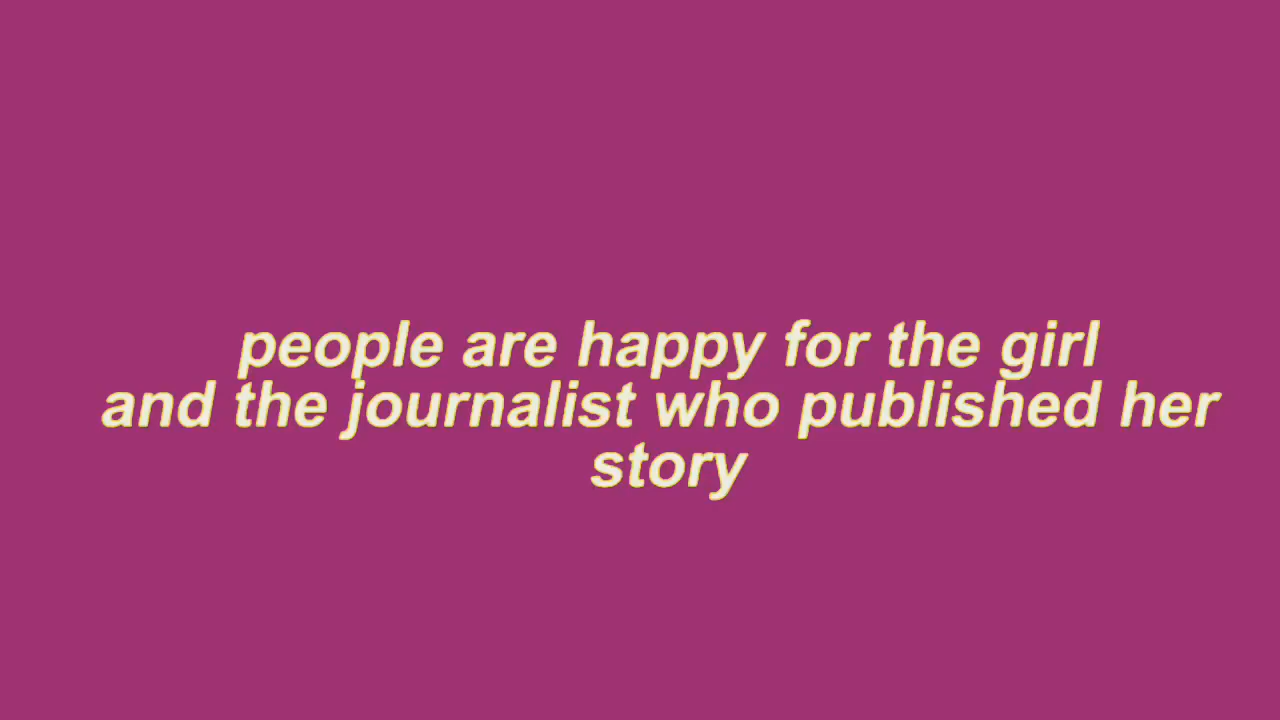 people are happy for the girl
and the journalist who published her
story